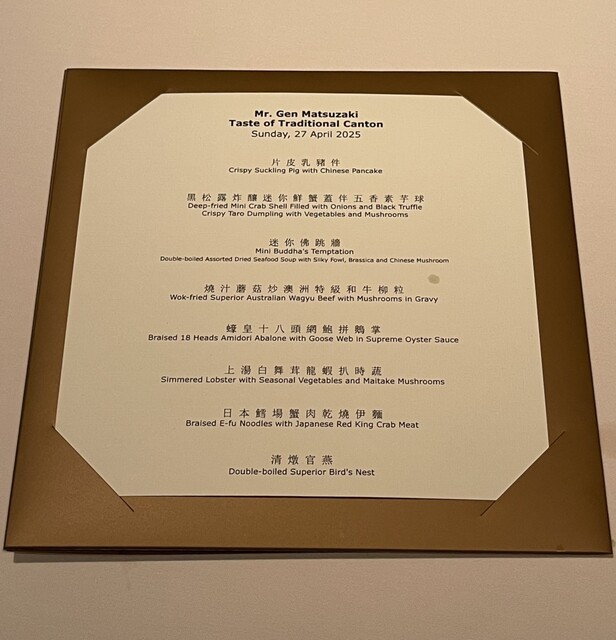 Mr. Gen Matsuzaki
Taste of Traditional Canton
Sunday, 27 April 2025
片皮乳豬件
Crispy Suckling Pig with Chinese Pancake
黑松露炸釀迷你鮮蟹蓋伴五香素芋球
Deep-fried Mini Crab Shell Filled with Onions and Black Truffle
Crispy Taro Dumpling with Vegetables and Mushrooms
迷你佛跳牆
Mini Buddha's Temptation
Double-boiled Assorted Dried Seafood Soup with Silky Fowl, Brassica and Chinese Mushroom
燒汁蘑菇炒澳洲特級和牛柳粒
Wok-fried Superior Australian Wagyu Beef with Mushrooms in Gravy
蠔皇十八頭網鮑拼鵝掌
Braised 18 Heads Amidori Abalone with Goose Web in Supreme Oyster Sauce
上湯白舞茸龍蝦扒時蔬
Simmered Lobster with Seasonal Vegetables and Maitake Mushrooms
日本鱈場蟹肉乾燒伊麵
Braised E-fu Noodles with Japanese Red King Crab Meat
清燉官燕
Double-boiled Superior Bird's Nest